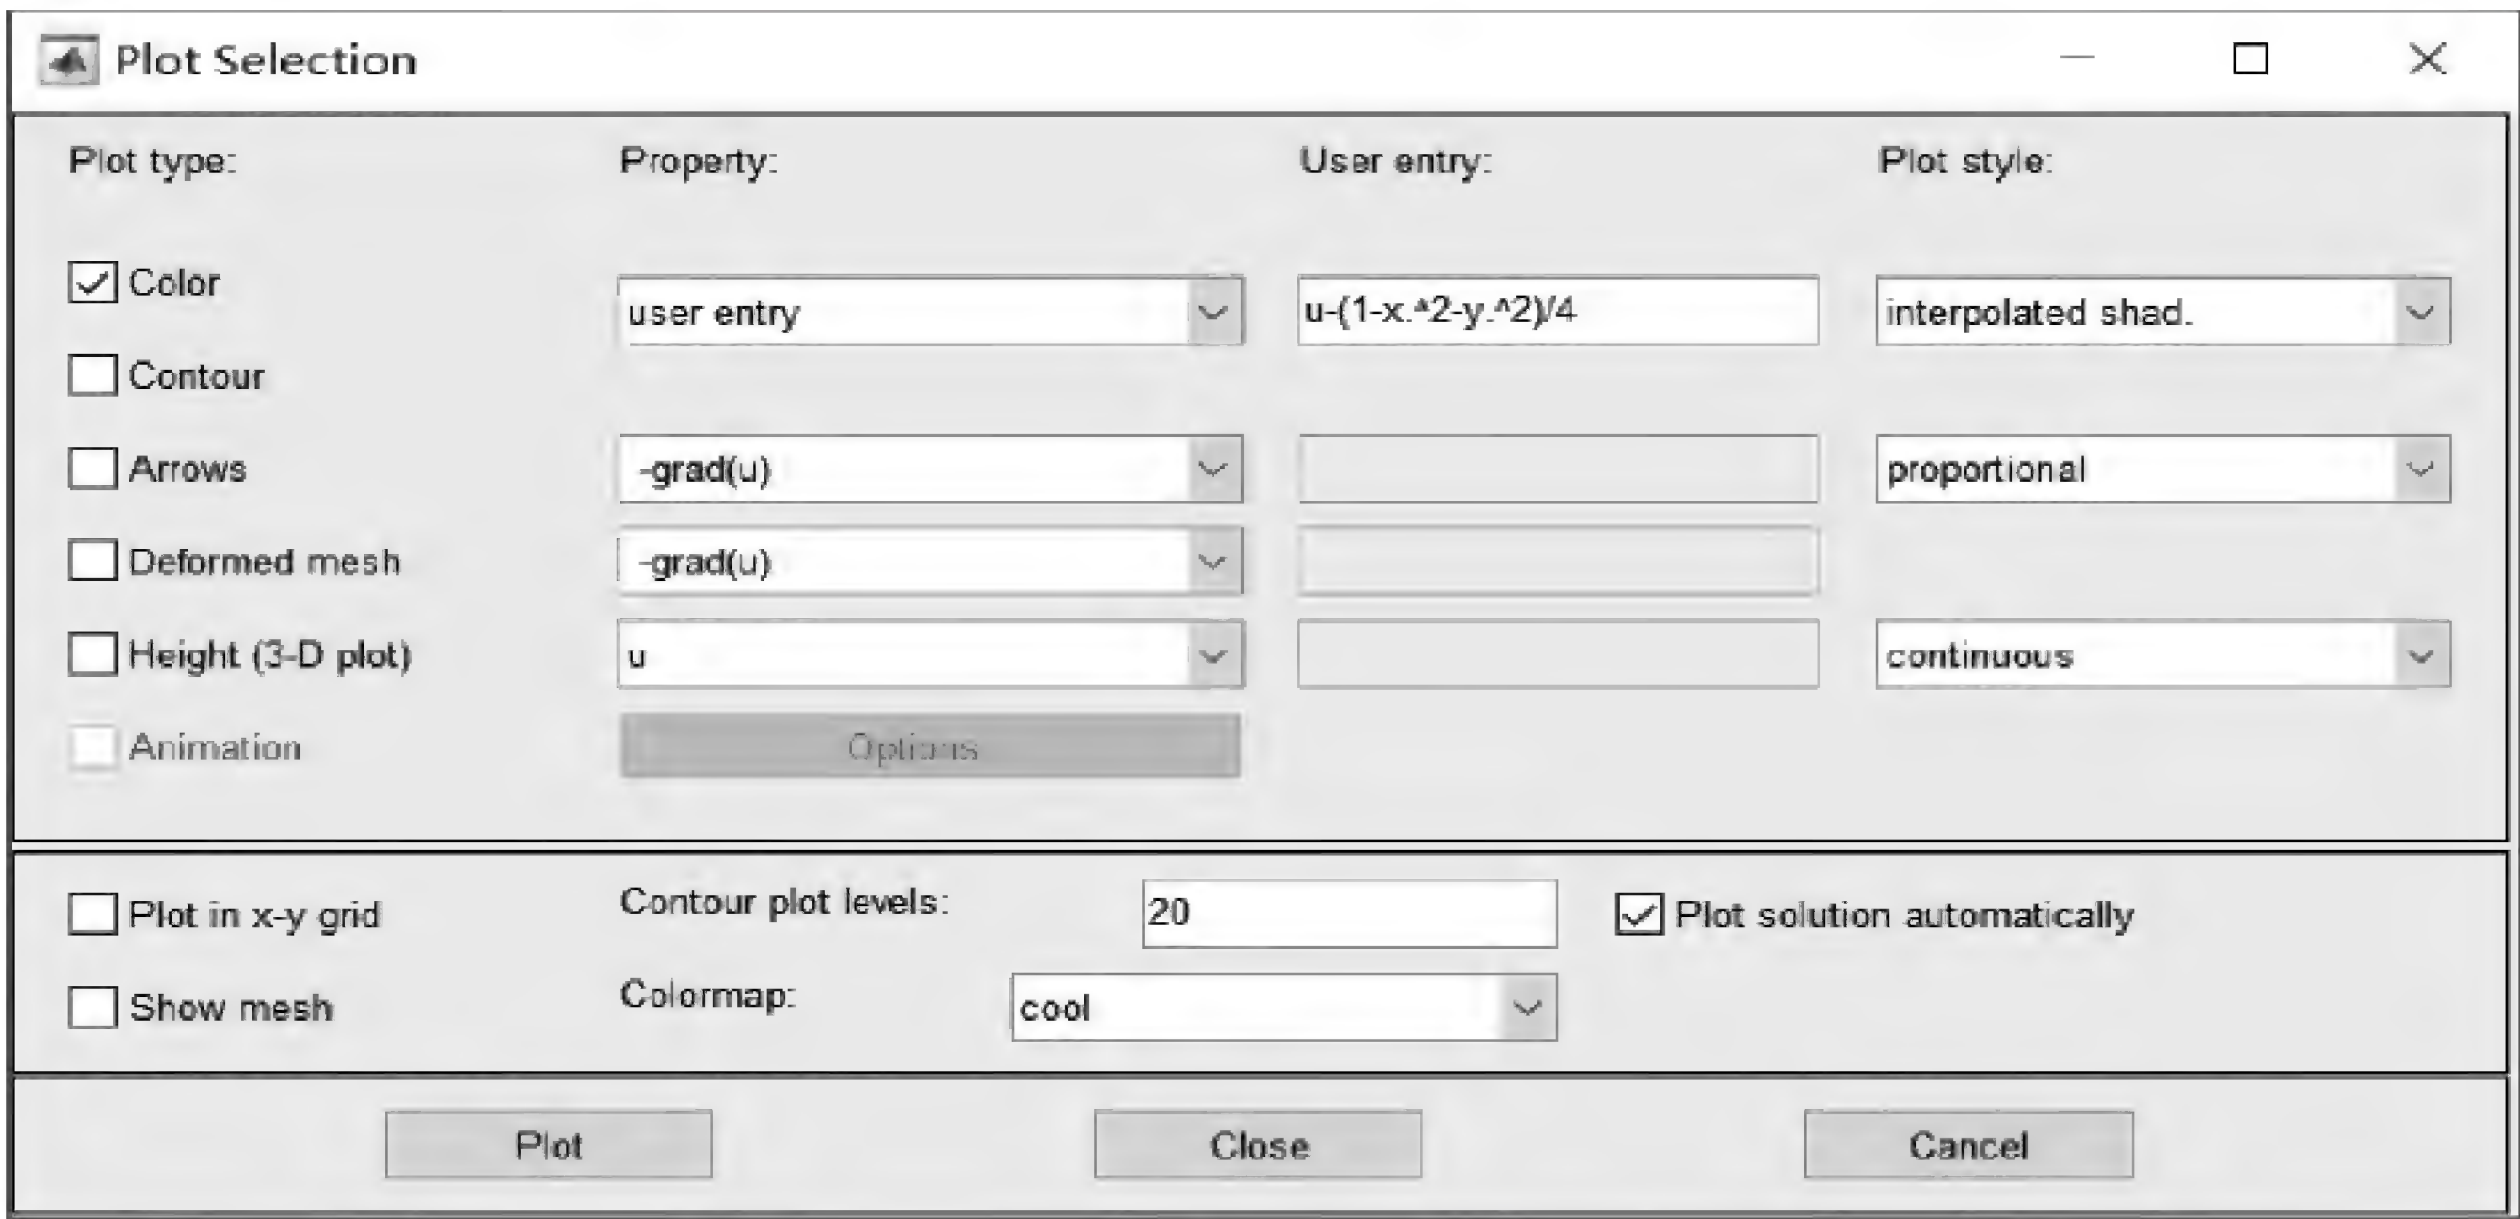 Plot Selection
Plot type: Property: User entry: Plot style:
Color user entry u-(1-x.^2-y.^2)/4 interpolated shad.
Contour
Arrows -grad(u) proportional
Deformed mesh -grad(u)
Height (3-D plot) u continuous
Animation Options
Plot in x-y grid Contour plot levels: 20 Plot solution automatically
Show mesh Colormap: cool
Plot Close Cancel